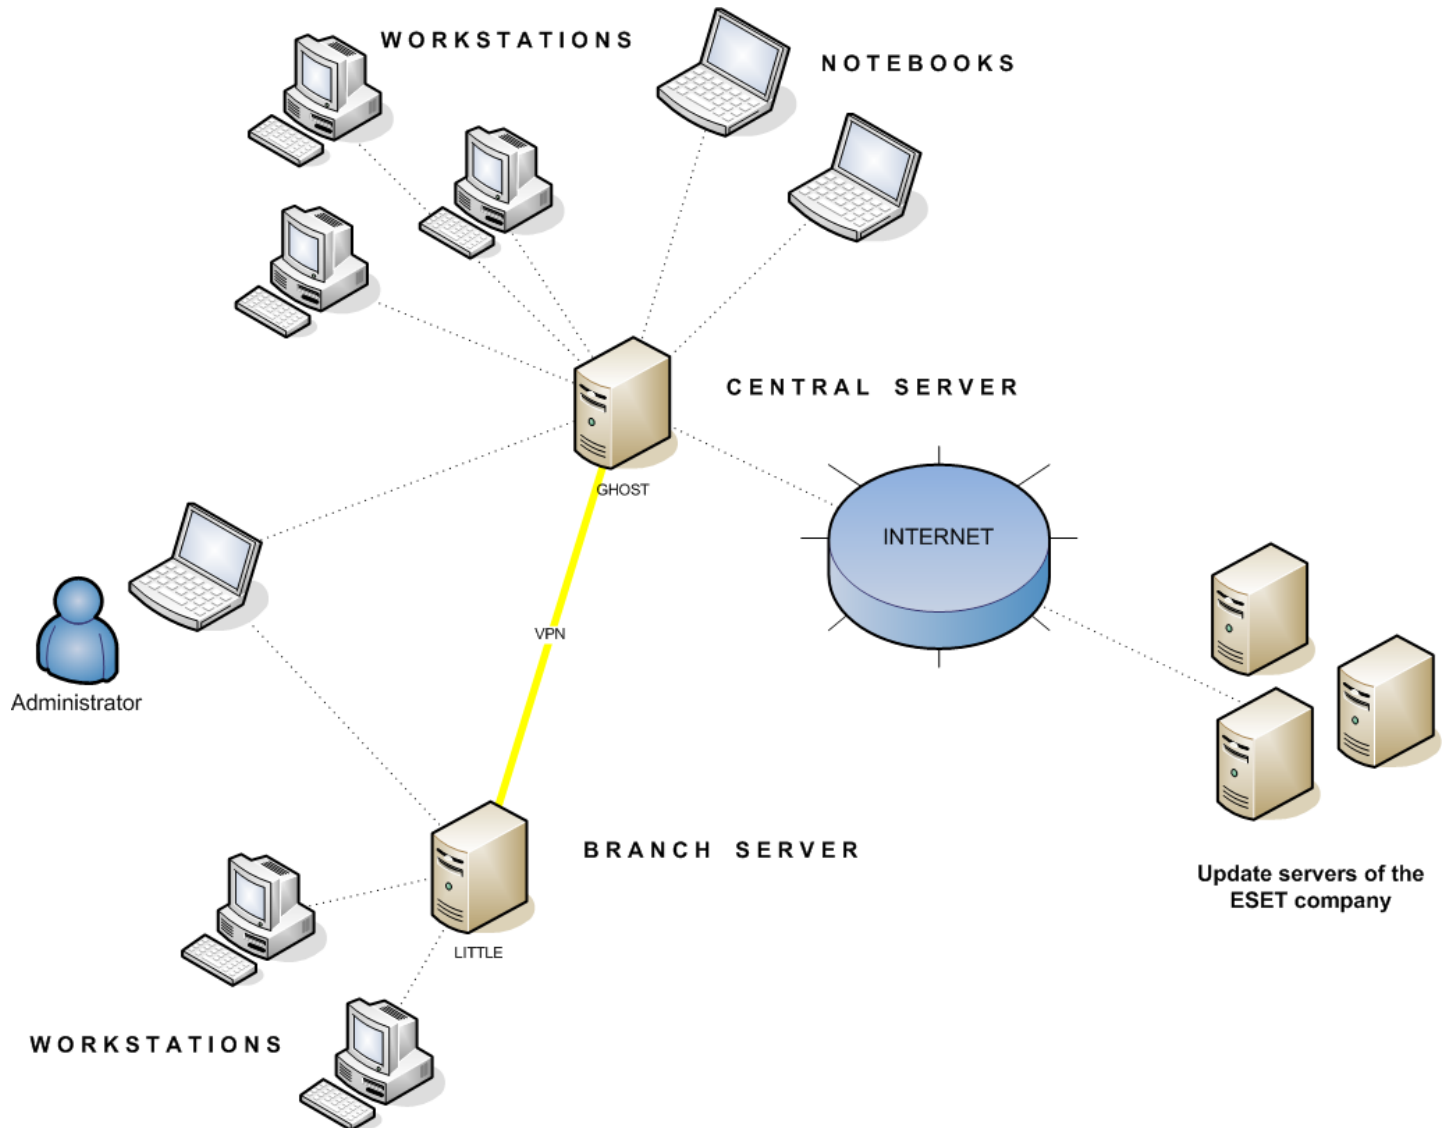 WORKSTATIONS
NOTEBOOKS
CENTRAL SERVER
GHOST
INTERNET
VPN
Administrator
BRANCH SERVER
Update servers of the
ESET company
LITTLE
WORKSTATIONS